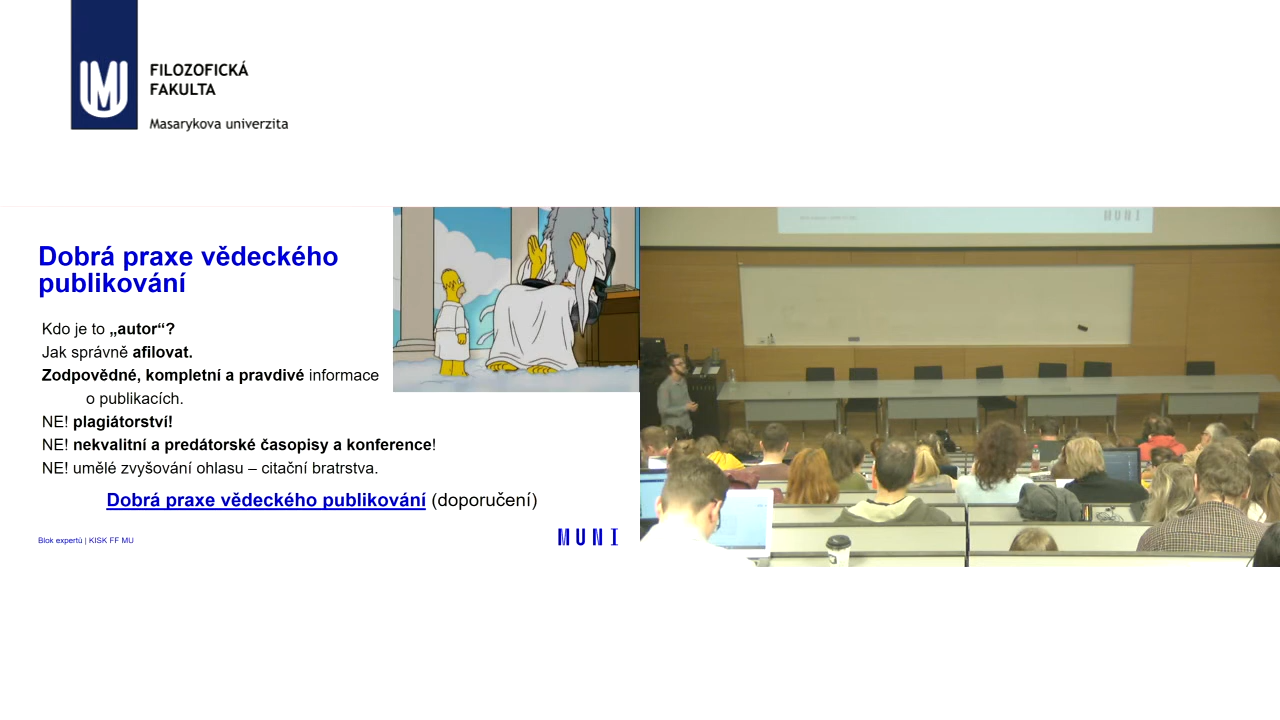 FILOZOFICKÁ
FAKULTA
Masarykova univerzita
Dobrá praxe vědeckého
publikování
Kdo je to „autor“?
Jak správně afilovat.
Zodpovědné, kompletní a pravdivé informace
o publikacích.
NE! plagiátorství!
NE! nekvalitní a predátorské časopisy a konference!
NE! umělé zvyšování ohlasu – citační bratrstva.
Dobrá praxe vědeckého publikování (doporučení)
Blok expertů | KISK FF MU
MUNI
MUNI